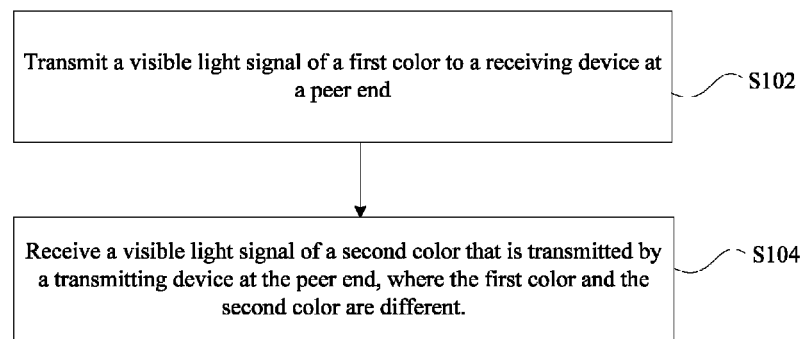 Transmit a visible light signal of a first color to a receiving device at
a peer end
S102
Receive a visible light signal of a second color that is transmitted by
a transmitting device at the peer end, where the first color and the
second color are different.
S104